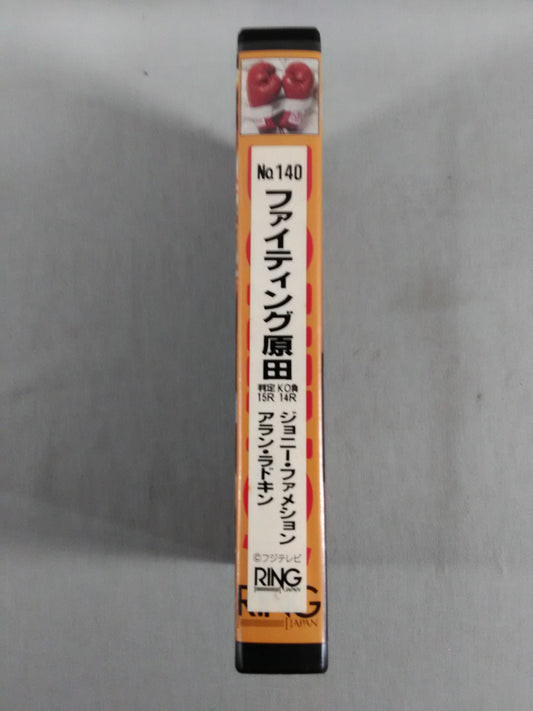 No.140
ファイティング原田
KO負
14R
ジョニー・ファメション
判定
15R
アラン・ラドキン
©フジテレビ
RING
JAPAN
RING
JAPAN